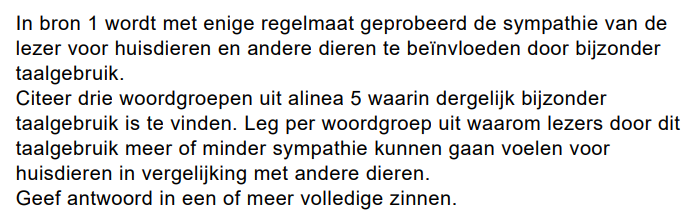 In bron 1 wordt met enige regelmaat geprobeerd de sympathie van de
lezer voor huisdieren en andere dieren te beïnvloeden door bijzonder
taalgebruik.
Citeer drie woordgroepen uit alinea 5 waarin dergelijk bijzonder
taalgebruik is te vinden. Leg per woordgroep uit waarom lezers door dit
taalgebruik meer of minder sympathie kunnen gaan voelen voor
huisdieren in vergelijking met andere dieren.
Geef antwoord in een of meer volledige zinnen.